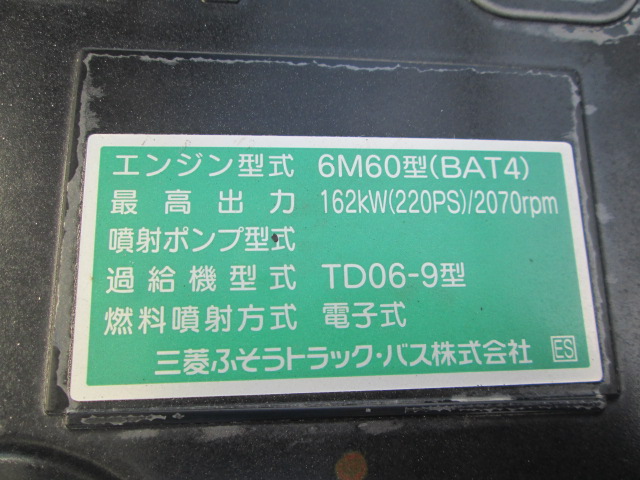 エンジン型式 6M60型(BAT4)
最高出力 162kW(220PS)/2070rpm
噴射ポンプ型式
過給機型式 TD06-9型
燃料噴射方式 電子式
三菱ふそうトラック・バス株式会社 ES